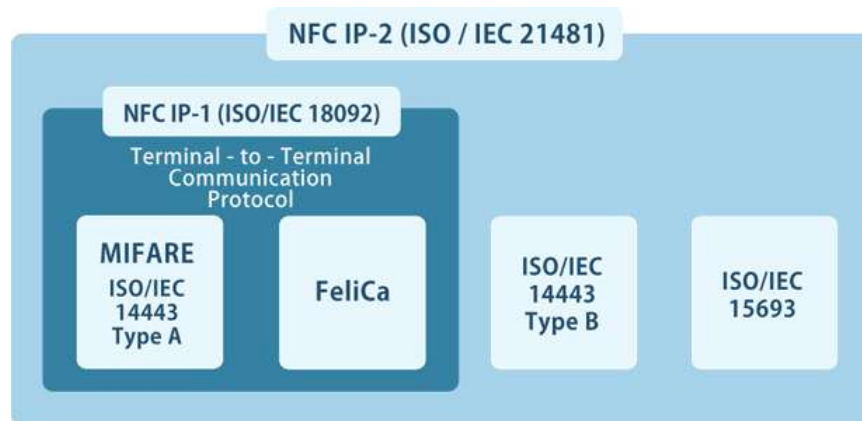 NFC IP-2 (ISO / IEC 21481)
NFC IP-1 (ISO/IEC 18092)
Terminal - to - Terminal
Communication
Protocol
MIFARE
ISO/IEC
14443
Type A
FeliCa
ISO/IEC
14443
Type B
ISO/IEC
15693